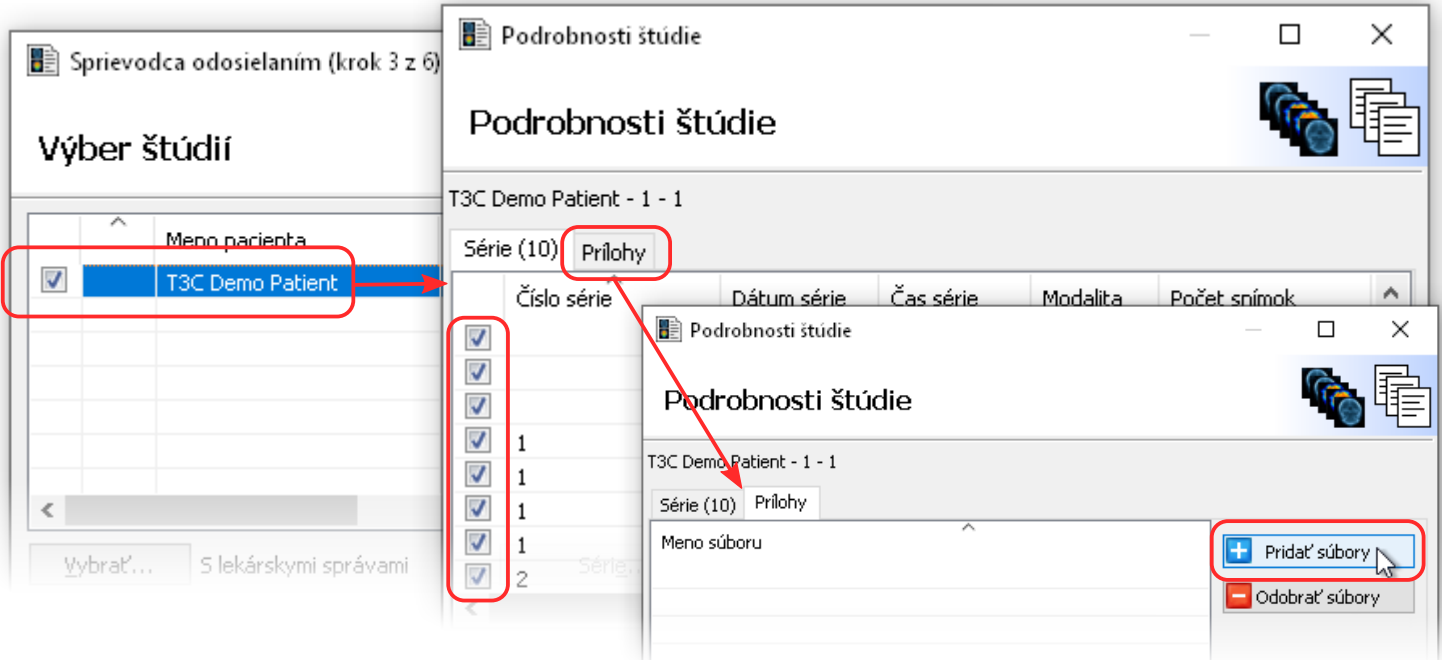 Sprievodca odosielaním (krok 3 z 6)
Výber štúdií
Meno pacienta
T3C Demo Patient
Vybrať...
S lekárskymi správami
Podrobnosti štúdie
Podrobnosti štúdie
T3C Demo Patient - 1 - 1
Série (10)
Prílohy
Číslo série
Dátum série
Čas série
Modalita
Počet snímok
1
1
1
1
2
Série...
Podrobnosti štúdie
Podrobnosti štúdie
T3C Demo Patient - 1 - 1
Série (10)
Prílohy
Meno súboru
Pridať súbory
Odobrať súbory